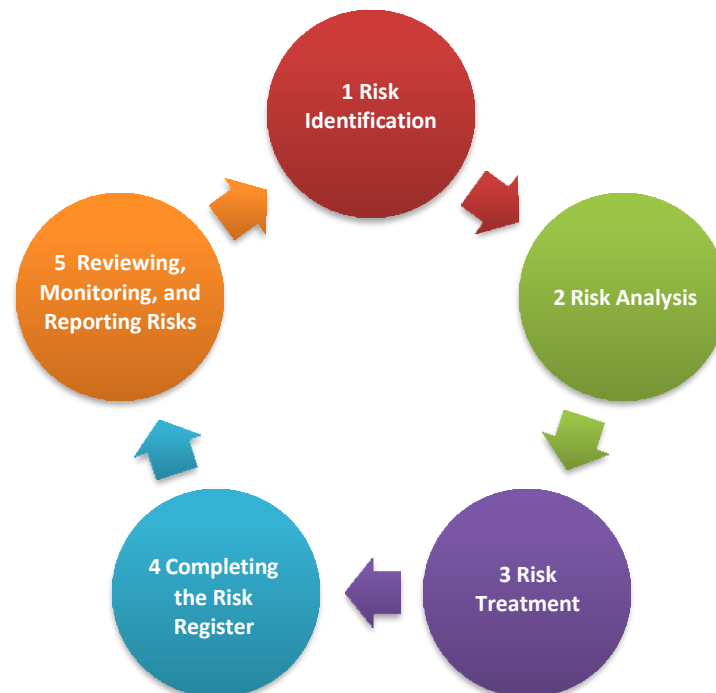 1 Risk
Identification
2 Risk Analysis
3 Risk
Treatment
4 Completing
the Risk
Register
5  Reviewing,
Monitoring, and
Reporting Risks